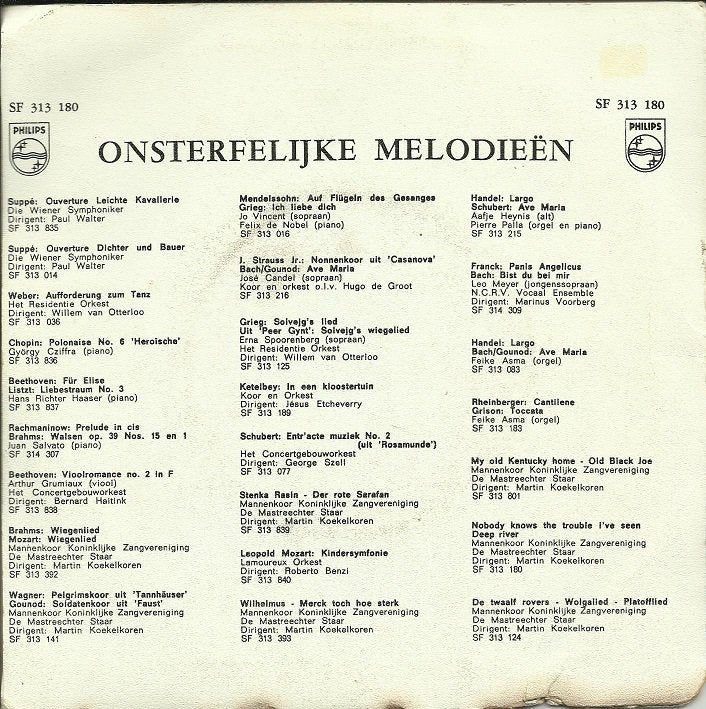 SF 313 180
SF 313 180
PHILIPS
PHILIPS
ONSTERFELIJKE MELODIEËN
Suppé: Ouverture Leichte Kavallerie
Die Wiener Symphoniker
Dirigent: Paul Walter
SF 313 835
Suppé: Ouverture Dichter und Bauer
Die Wiener Symphoniker
Dirigent: Paul Walter
SF 313 014
Weber: Aufforderung zum Tanz
Het Residentie Orkest
Dirigent: Willem van Otterloo
SF 313 036
Chopin: Polonaise No. 6 'Heroische'
György Cziffra (piano)
SF 313 836
Beethoven: Für Elise
Listzt: Liebestraum No. 3
Hans Richter Haaser (piano)
SF 313 837
Rachmaninow: Prelude in cis
Brahms: Walsen op. 39 Nos. 15 en 1
Juan Salvato (piano)
SF 314 307
Beethoven: Vioolromance no. 2 in F
Arthur Grumiaux (viool)
Het Concertgebouworkest
Dirigent: Bernard Haitink
SF 313 838
Brahms: Wiegenlied
Mozart: Wiegenlied
Mannenkoor Koninklijke Zangvereniging
De Mastreechter Staar
Dirigent: Martin Koekelkoren
SF 313 392
Wagner: Pelgrimskoor uit 'Tannhäuser'
Gounod: Soldatenkoor uit 'Faust'
Mannenkoor Koninklijke Zangvereniging
De Mastreechter Staar
Dirigent: Martin Koekelkoren
SF 313 141
Mendelssohn: Auf Flügeln des Gesanges
Grieg: Ich liebe dich
Jo Vincent (sopraan)
Felix de Nobel (piano)
SF 313 016
J. Strauss Jr.: Nonnenkoor uit 'Casanova'
Bach/Gounod: Ave Maria
José Candel (sopraan)
Koor en orkest o.l.v. Hugo de Groot
SF 313 216
Grieg: Solvejg's lied
Uit 'Peer Gynt': Solvejg's wiegelied
Erna Spoorenberg (sopraan)
Het Residentie Orkest
Dirigent: Willem van Otterloo
SF 313 125
Ketelbey: In een kloostertuin
Koor en Orkest
Dirigent: Jésus Etcheverry
SF 313 189
Schubert: Entr'acte muziek No. 2
(uit 'Rosamunde')
Het Concertgebouworkest
Dirigent: George Szell
SF 313 077
Stenka Rasin - Der rote Sarafan
Mannenkoor Koninklijke Zangvereniging
De Mastreechter Staar
Dirigent: Martin Koekelkoren
SF 313 839
Leopold Mozart: Kindersymfonie
Lamoureux Orkest
Dirigent: Roberto Benzi
SF 313 840
Wilhelmus - Merck toch hoe sterk
Mannenkoor Koninklijke Zangvereniging
De Mastreechter Staar
Dirigent: Martin Koekelkoren
SF 313 393
Handel: Largo
Schubert: Ave Maria
Aafje Heynis (alt)
Pierre Palla (orgel en piano)
SF 313 215
Franck: Panis Angelicus
Bach: Bist du bei mir
Leo Meyer (jongenssopraan)
N.C.R.V. Vocaal Ensemble
Dirigent: Marinus Voorberg
SF 314 309
Handel: Largo
Bach/Gounod: Ave Maria
Feike Asma (orgel)
SF 313 083
Rheinberger: Cantilene
Grison: Toccata
Feike Asma (orgel)
SF 313 183
My old Kentucky home - Old Black Joe
Mannenkoor Koninklijke Zangvereniging
De Mastreechter Staar
Dirigent: Martin Koekelkoren
SF 313 801
Nobody knows the trouble i've seen
Deep river
Mannenkoor Koninklijke Zangvereniging
De Mastreechter Staar
Dirigent: Martin Koekelkoren
SF 313 180
De twaalf rovers - Wolgalied - Platofflied
Mannenkoor Koninklijke Zangvereniging
De Mastreechter Staar
Dirigent: Martin Koekelkoren
SF 313 124